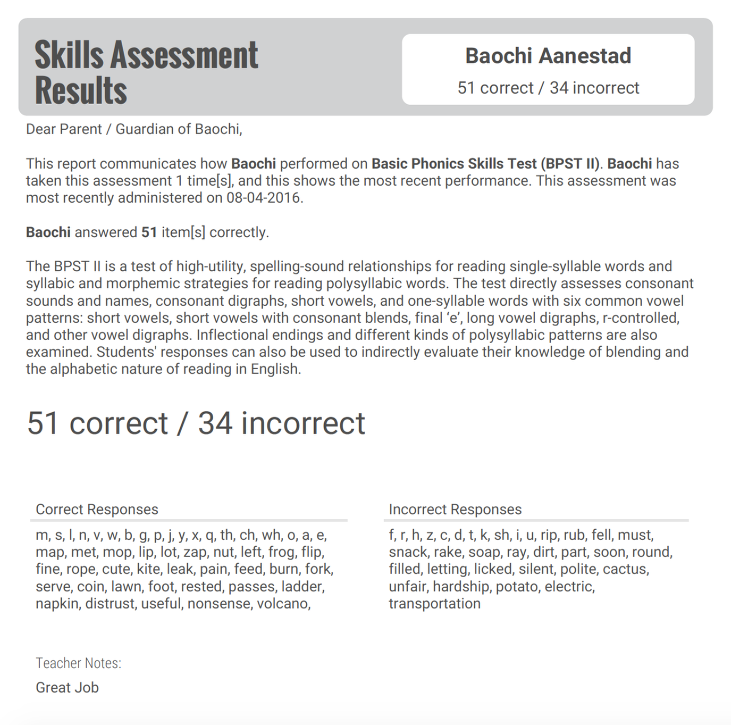 Skills Assessment
Results
Baochi Aanestad
51 correct / 34 incorrect
Dear Parent / Guardian of Baochi,
This report communicates how Baochi performed on Basic Phonics Skills Test (BPST II). Baochi has
taken this assessment 1 time[s], and this shows the most recent performance. This assessment was
most recently administered on 08-04-2016.
Baochi answered 51 item[s] correctly.
The BPST II is a test of high-utility, spelling-sound relationships for reading single-syllable words and
syllabic and morphemic strategies for reading polysyllabic words. The test directly assesses consonant
sounds and names, consonant digraphs, short vowels, and one-syllable words with six common vowel
patterns: short vowels, short vowels with consonant blends, final ‘e’, long vowel digraphs, r-controlled,
and other vowel digraphs. Inflectional endings and different kinds of polysyllabic patterns are also
examined. Students' responses can also be used to indirectly evaluate their knowledge of blending and
the alphabetic nature of reading in English.
51 correct / 34 incorrect
Correct Responses
m, s, l, n, v, w, b, g, p, j, y, x, q, th, ch, wh, o, a, e,
map, met, mop, lip, lot, zap, nut, left, frog, flip,
fine, rope, cute, kite, leak, pain, feed, burn, fork,
serve, coin, lawn, foot, rested, passes, ladder,
napkin, distrust, useful, nonsense, volcano,
Incorrect Responses
f, r, h, z, c, d, t, k, sh, i, u, rip, rub, fell, must,
snack, rake, soap, ray, dirt, part, soon, round,
filled, letting, licked, silent, polite, cactus,
unfair, hardship, potato, electric,
transportation
Teacher Notes:
Great Job